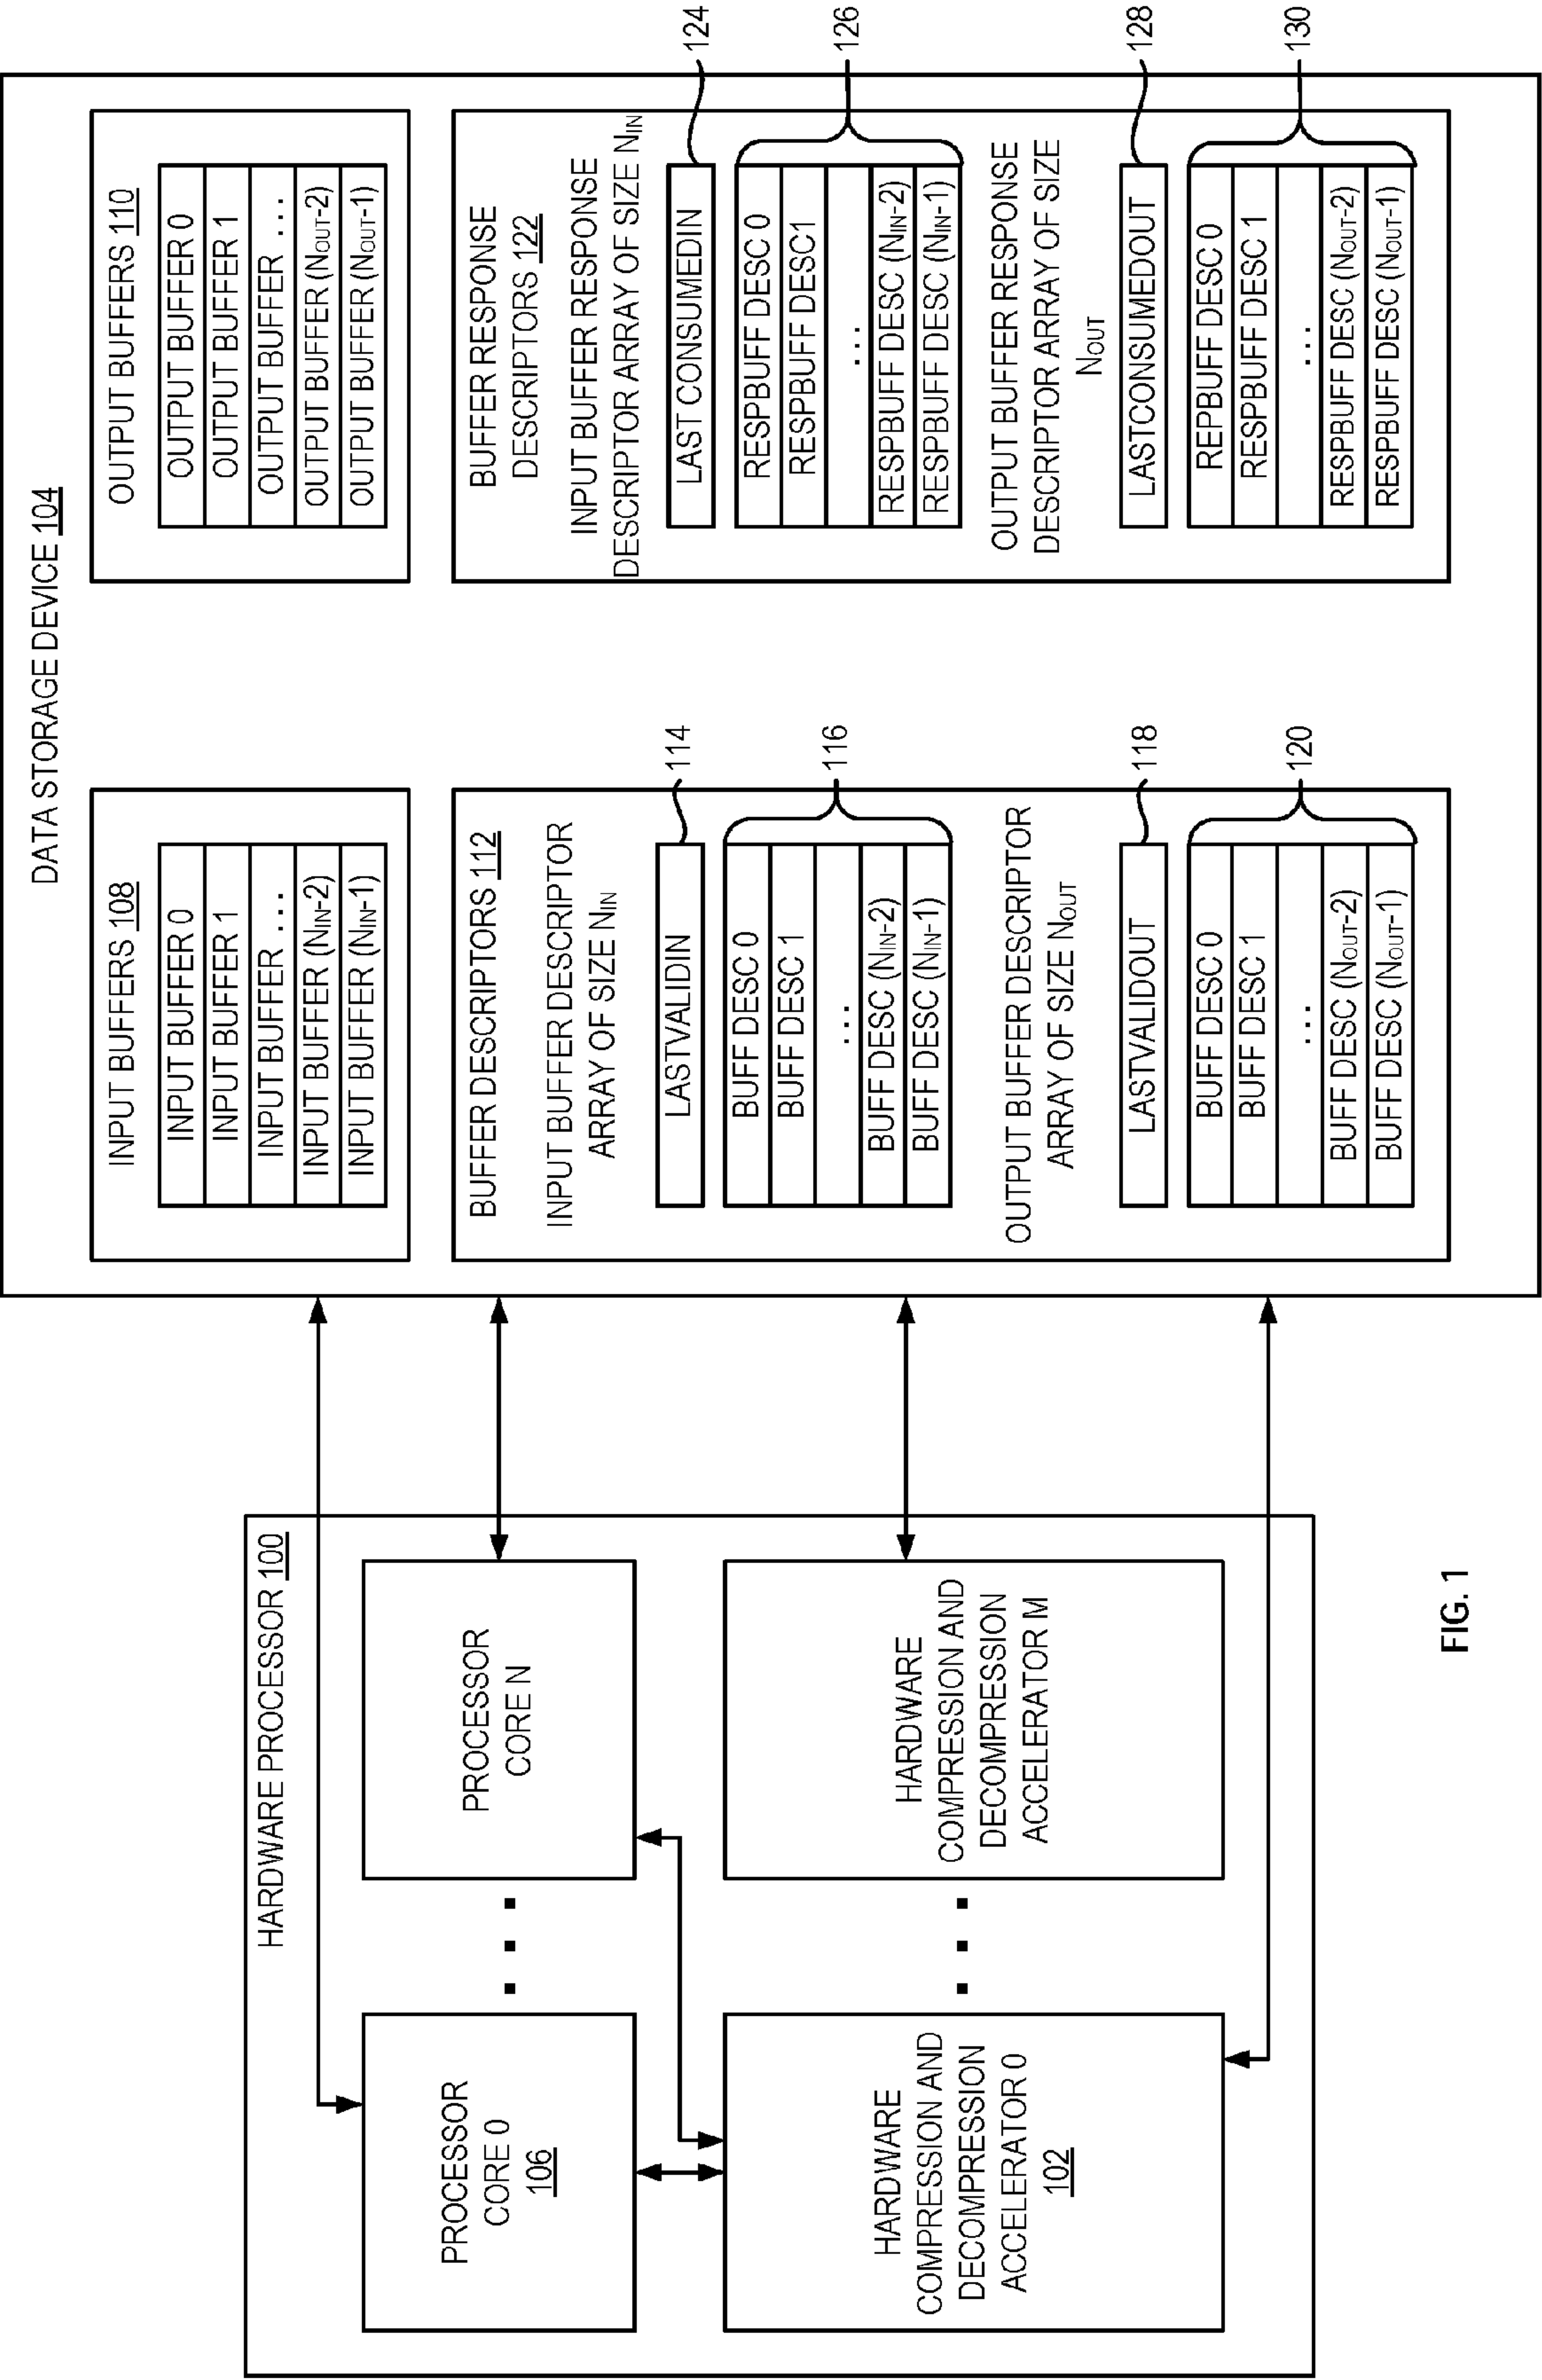 HARDWARE PROCESSOR 100
PROCESSOR
CORE 0
106
PROCESSOR
CORE N
HARDWARE
COMPRESSION AND
DECOMPRESSION
ACCELERATOR 0
102
HARDWARE
COMPRESSION AND
DECOMPRESSION
ACCELERATOR M
DATA STORAGE DEVICE 104
INPUT BUFFERS 108
INPUT BUFFER 0
INPUT BUFFER 1
INPUT BUFFER ...
INPUT BUFFER (NIN-2)
INPUT BUFFER (NIN-1)
OUTPUT BUFFERS 110
OUTPUT BUFFER 0
OUTPUT BUFFER 1
OUTPUT BUFFER ...
OUTPUT BUFFER (NOUT-2)
OUTPUT BUFFER (NOUT-1)
BUFFER DESCRIPTORS 112
INPUT BUFFER DESCRIPTOR
ARRAY OF SIZE NIN
LASTVALIDIN
114
BUFF DESC 0
BUFF DESC 1
...
BUFF DESC (NIN-2)
BUFF DESC (NIN-1)
116
OUTPUT BUFFER DESCRIPTOR
ARRAY OF SIZE NOUT
LASTVALIDOUT
118
BUFF DESC 0
BUFF DESC 1
...
BUFF DESC (NOUT-2)
BUFF DESC (NOUT-1)
120
BUFFER RESPONSE
DESCRIPTORS 122
INPUT BUFFER RESPONSE
DESCRIPTOR ARRAY OF SIZE NIN
LAST CONSUMEDIN
124
RESPBUFF DESC 0
RESPBUFF DESC1
...
RESPBUFF DESC (NIN-2)
RESPBUFF DESC (NIN-1)
126
OUTPUT BUFFER RESPONSE
DESCRIPTOR ARRAY OF SIZE
NOUT
LASTCONSUMEDOUT
128
REPBUFF DESC 0
RESPBUFF DESC 1
...
RESPBUFF DESC (NOUT-2)
RESPBUFF DESC (NOUT-1)
130
FIG. 1